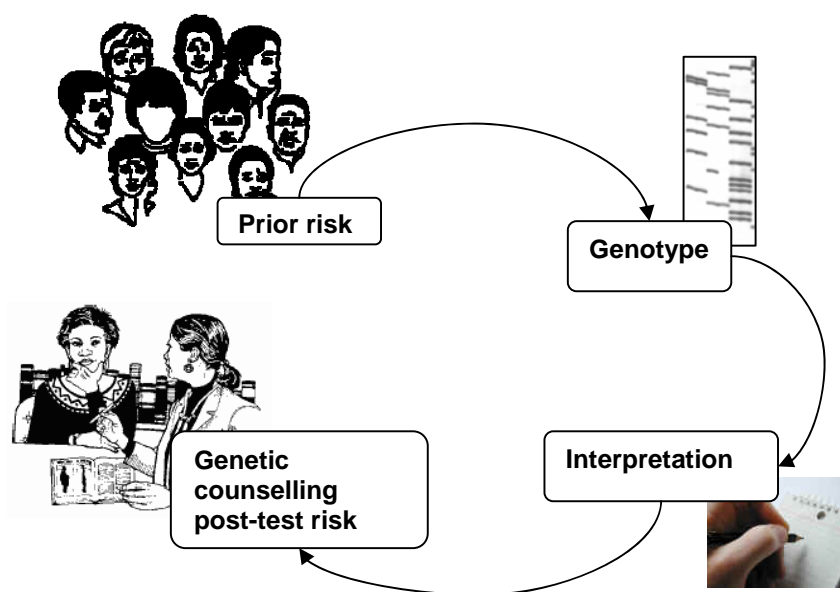 Prior risk
Genotype
Interpretation
Genetic
counselling
post-test risk